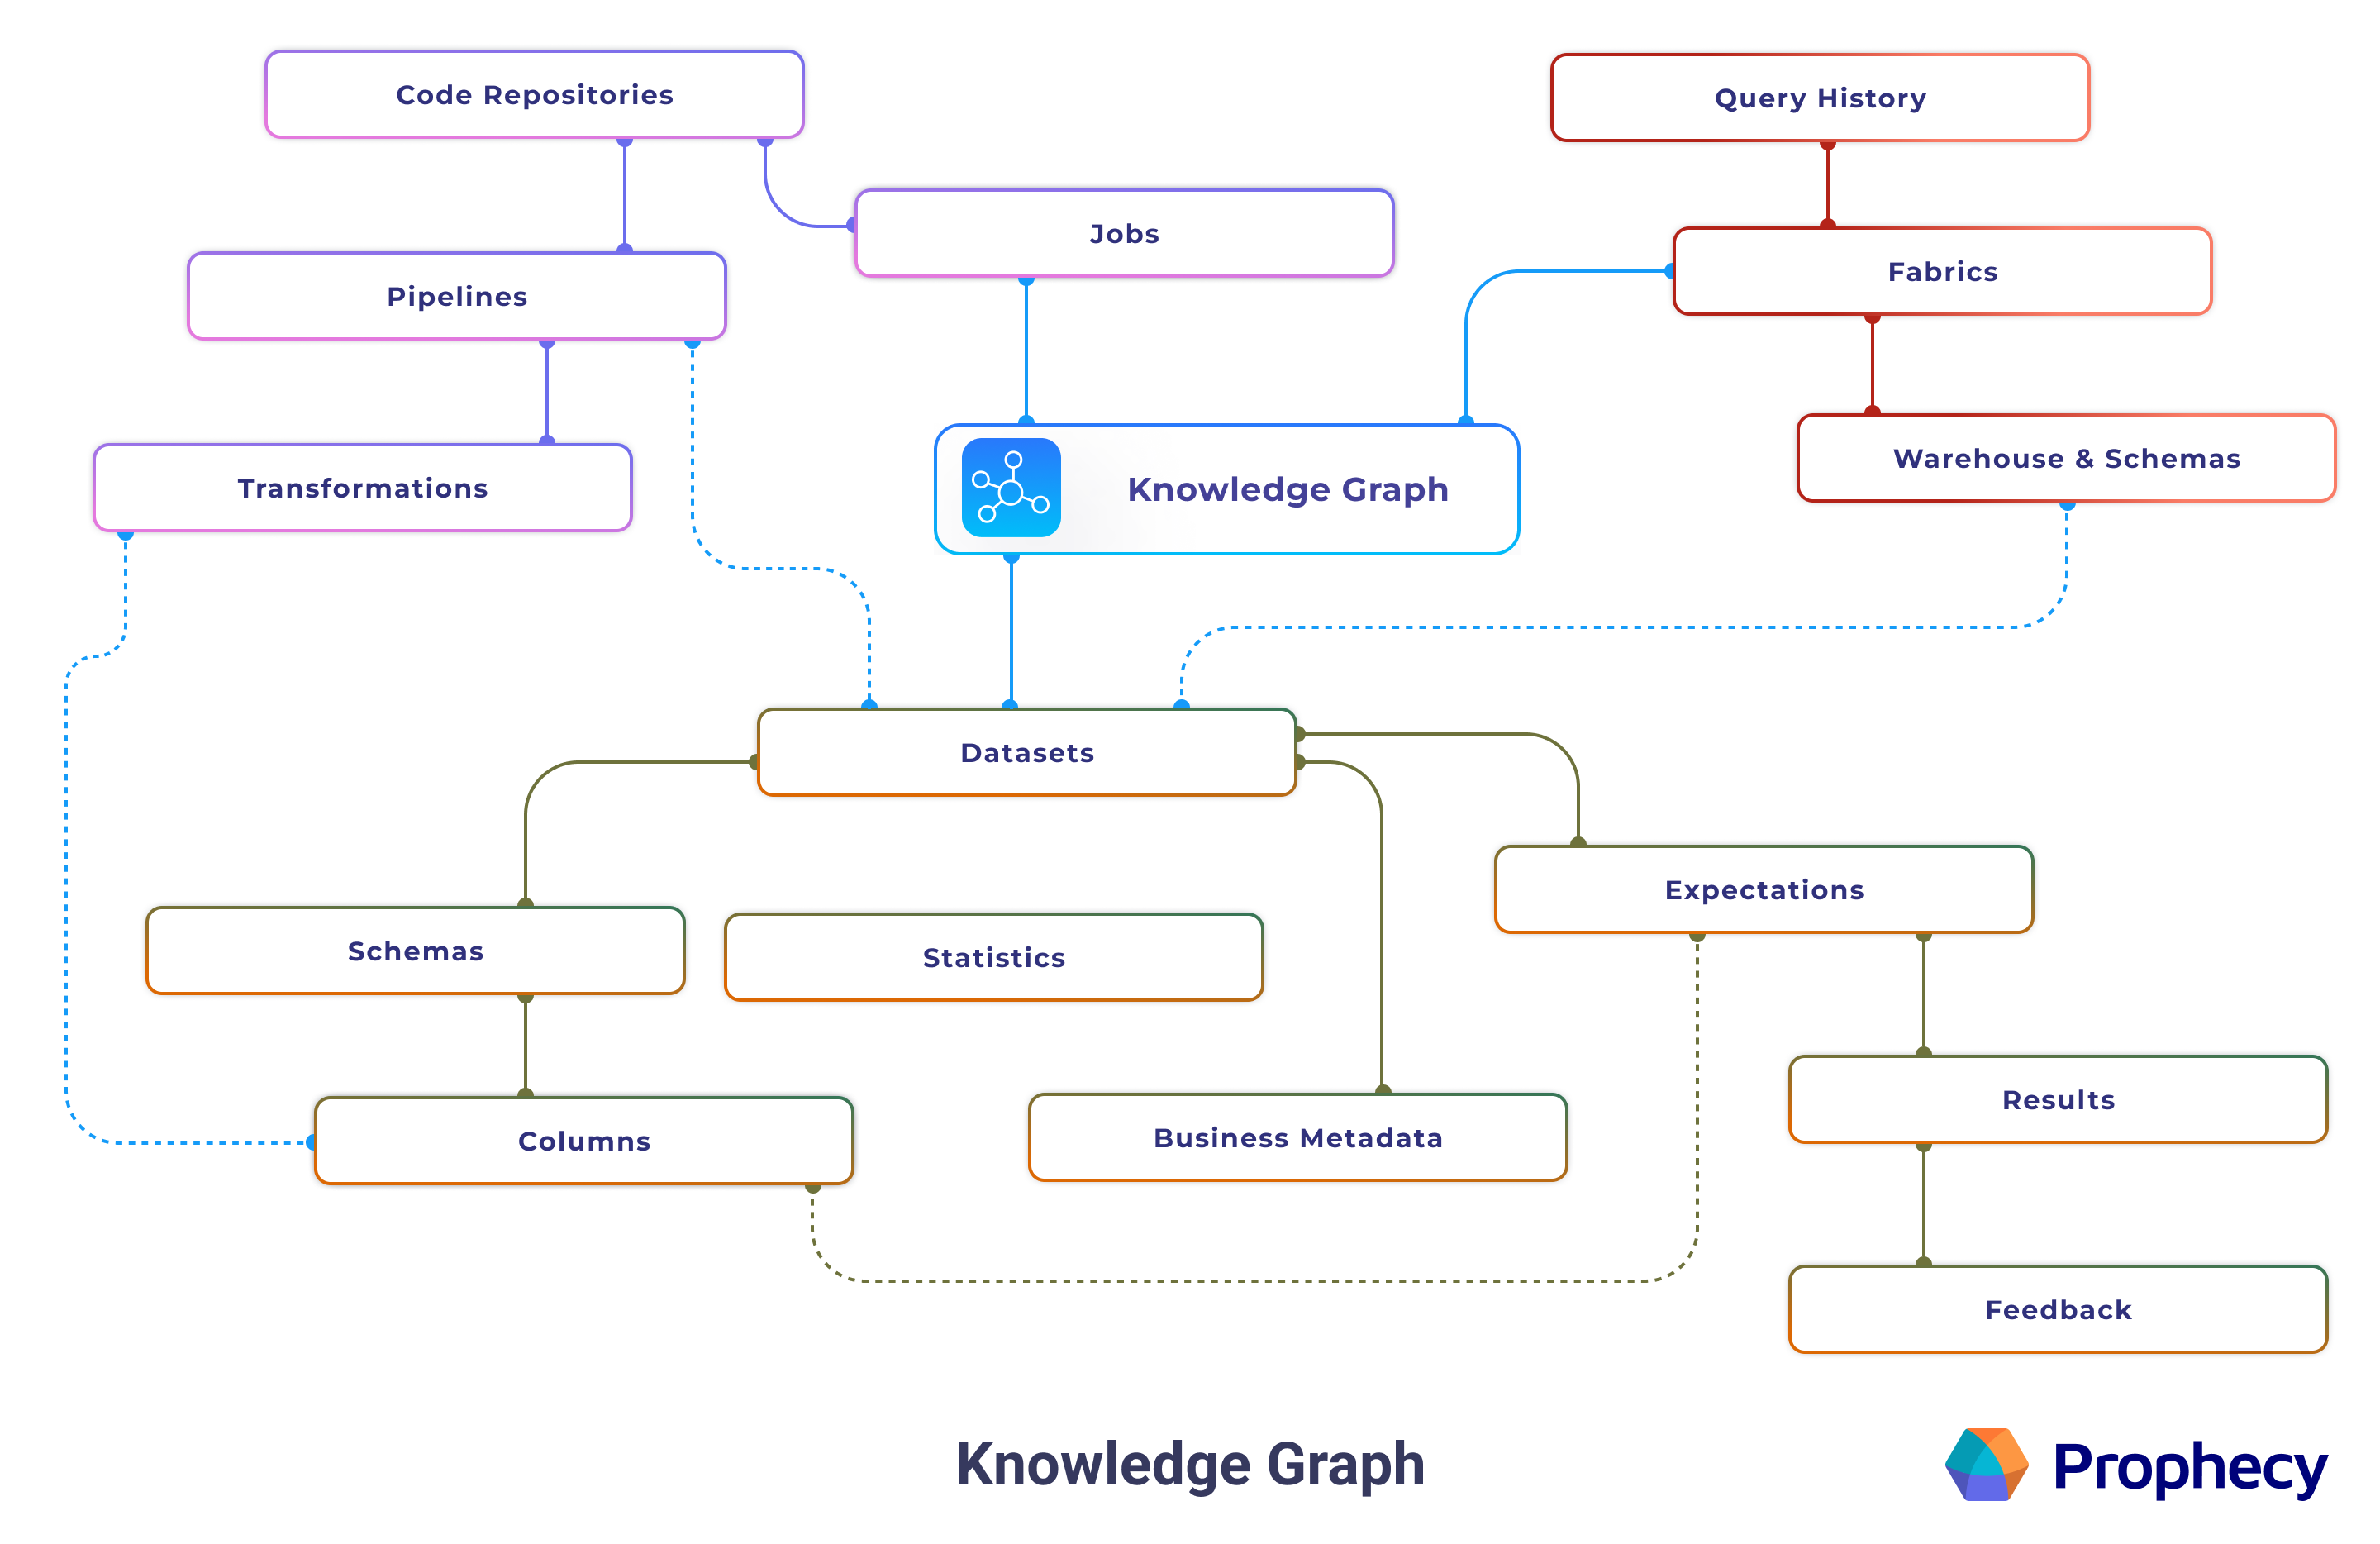 Code Repositories
Query History
Jobs
Fabrics
Pipelines
Warehouse & Schemas
Transformations
Knowledge Graph
Datasets
Expectations
Schemas
Statistics
Results
Business Metadata
Columns
Feedback
Knowledge Graph
Prophecy